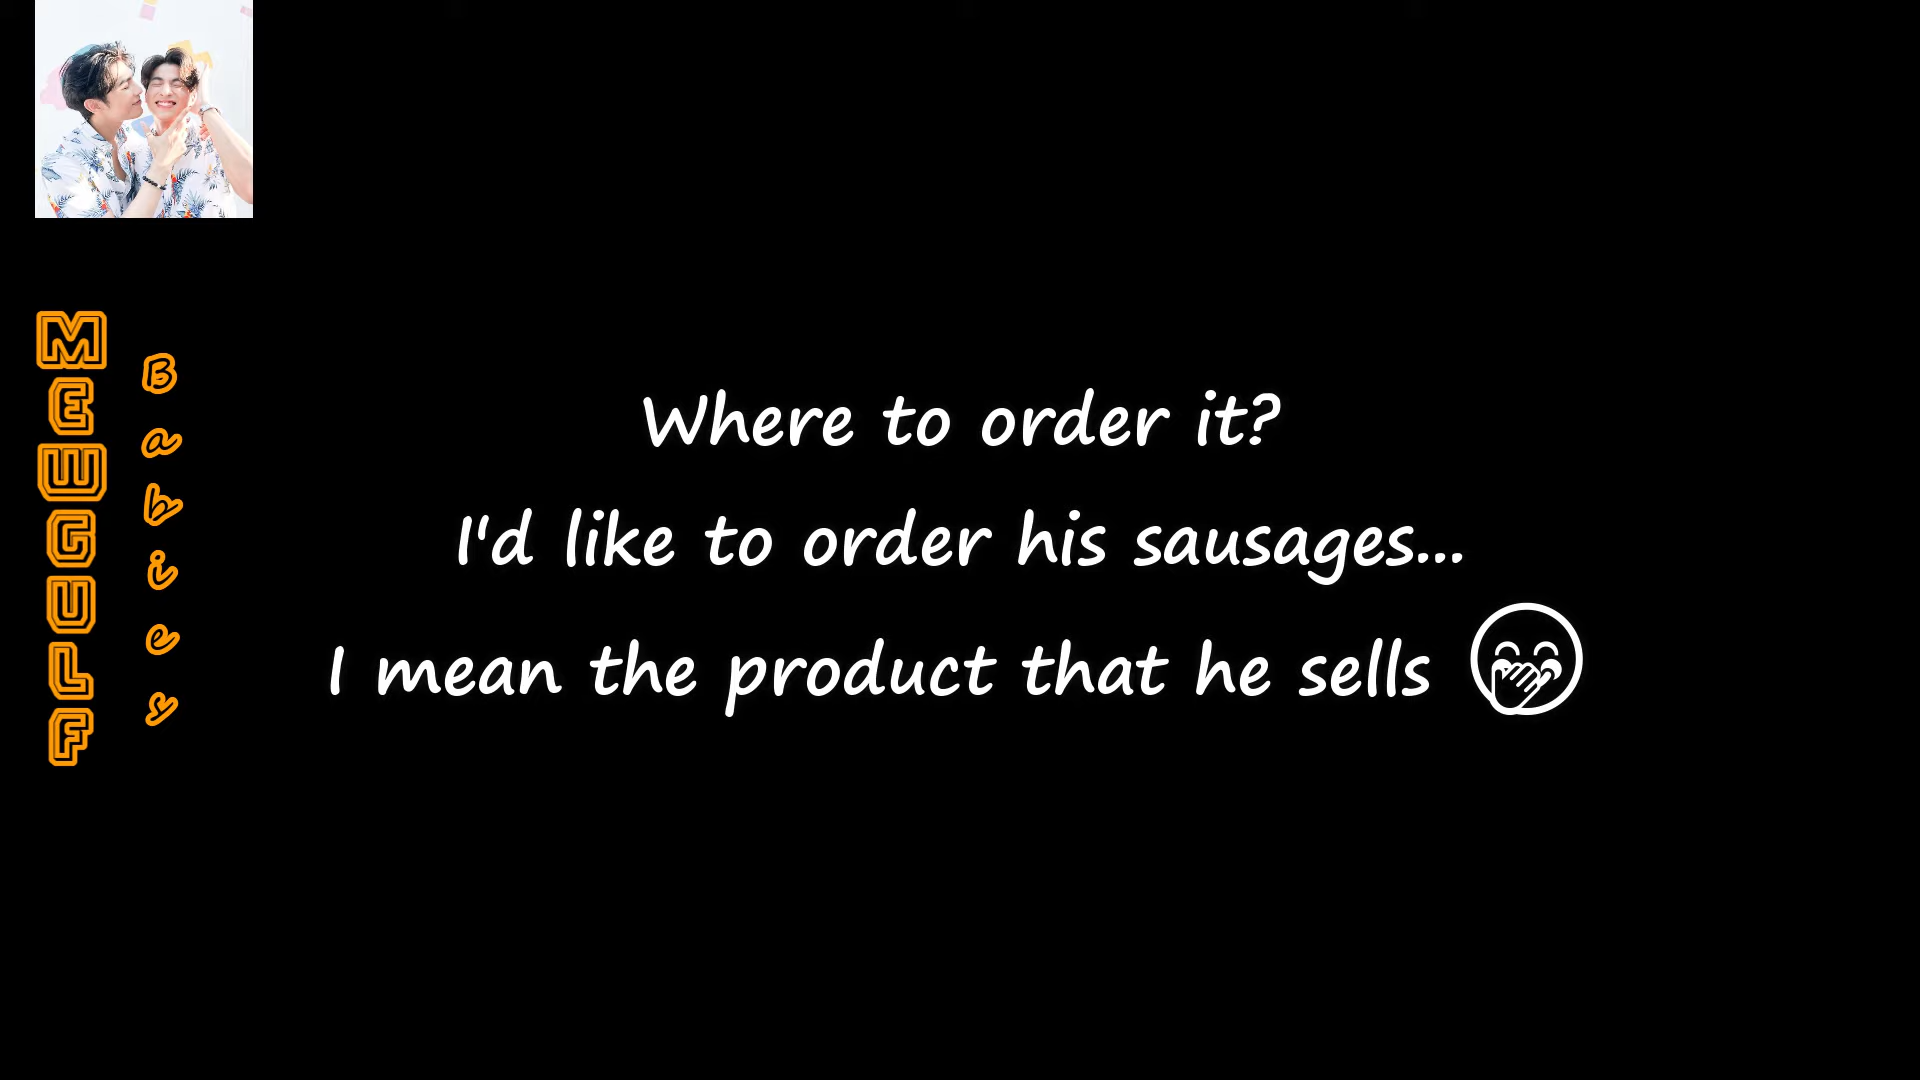 MEWGULF
Babies
Where to order it?
I'd like to order his sausages...
I mean the product that he sells 🤭